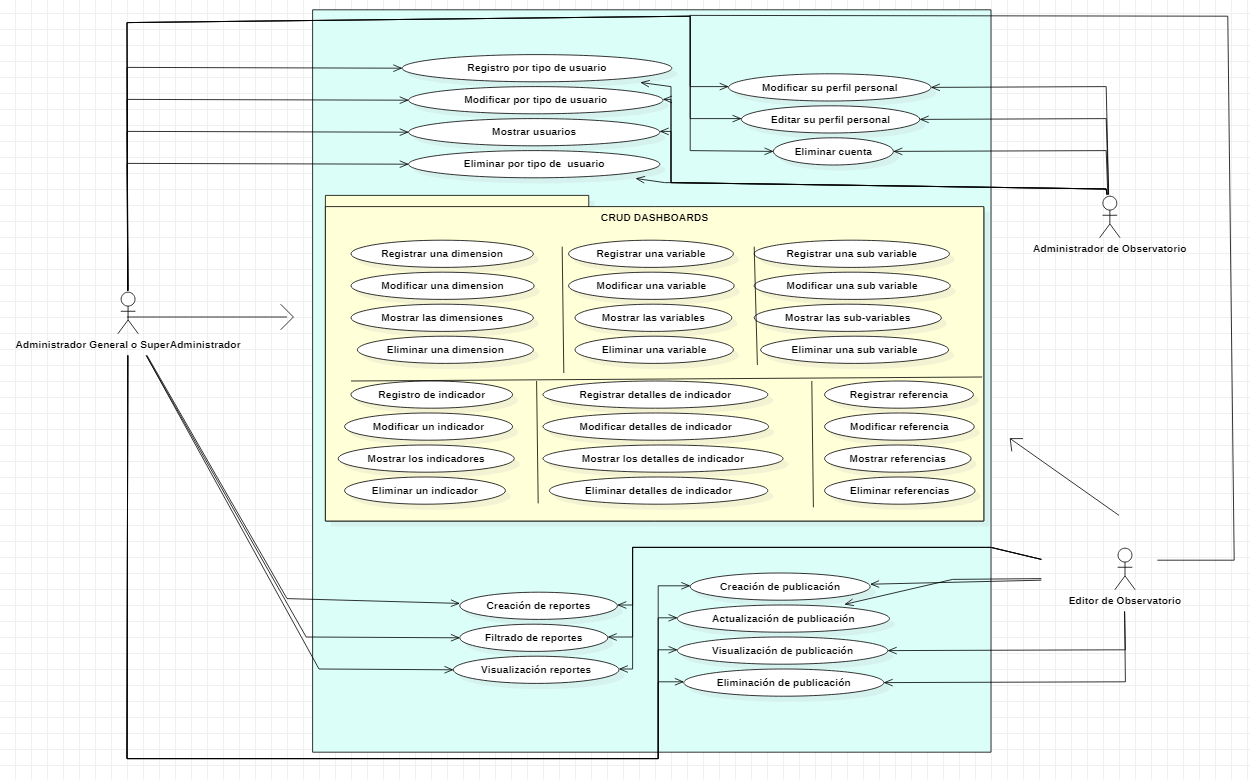 Registro por tipo de usuario
Modificar por tipo de usuario
Mostrar usuarios
Eliminar por tipo de  usuario
Modificar su perfil personal
Editar su perfil personal
Eliminar cuenta
Administrador de Observatorio
CRUD DASHBOARDS
Registrar una dimension
Modificar una dimension
Mostrar las dimensiones
Eliminar una dimension
Registrar una variable
Modificar una variable
Mostrar las variables
Eliminar una variable
Registrar una sub variable
Modificar una sub variable
Mostrar las sub-variables
Eliminar una sub variable
Administrador General o SuperAdministrador
Registro de indicador
Modificar un indicador
Mostrar los indicadores
Eliminar un indicador
Registrar detalles de indicador
Modificar detalles de indicador
Mostrar los detalles de indicador
Eliminar detalles de indicador
Registrar referencia
Modificar referencia
Mostrar referencias
Eliminar referencias
Creación de reportes
Filtrado de reportes
Visualización reportes
Creación de publicación
Actualización de publicación
Visualización de publicación
Eliminación de publicación
Editor de Observatorio